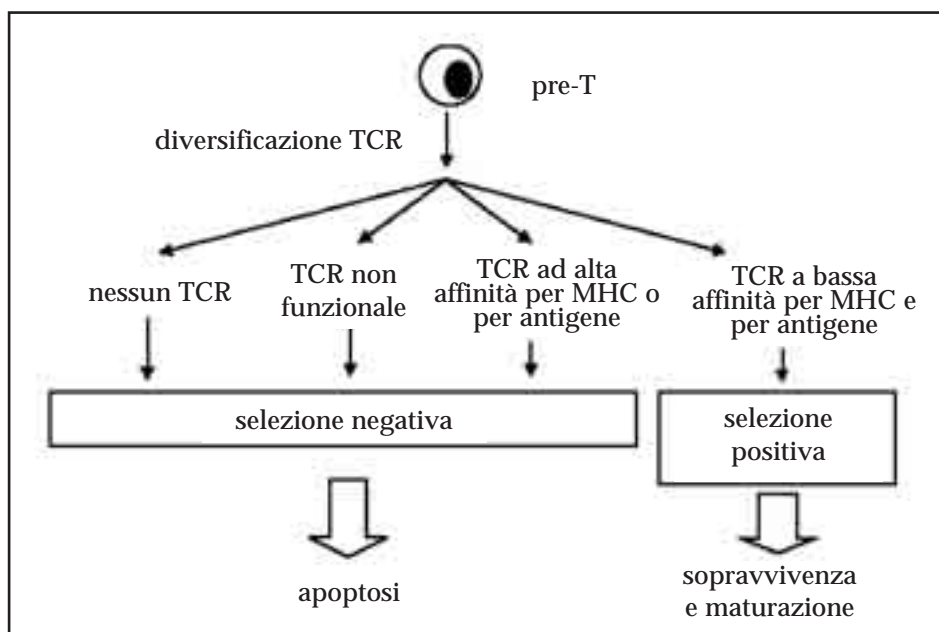 pre-T
diversificazione TCR
nessun TCR
TCR non
funzionale
TCR ad alta
affinità per MHC o
per antigene
TCR a bassa
affinità per MHC e
per antigene
selezione negativa
selezione
positiva
apoptosi
sopravvivenza
e maturazione